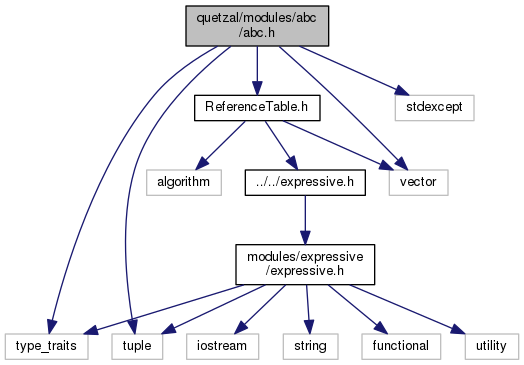 quetzal/modules/abc
/abc.h
ReferenceTable.h
stdexcept
algorithm
../../expressive.h
vector
modules/expressive
/expressive.h
type_traits
tuple
iostream
string
functional
utility